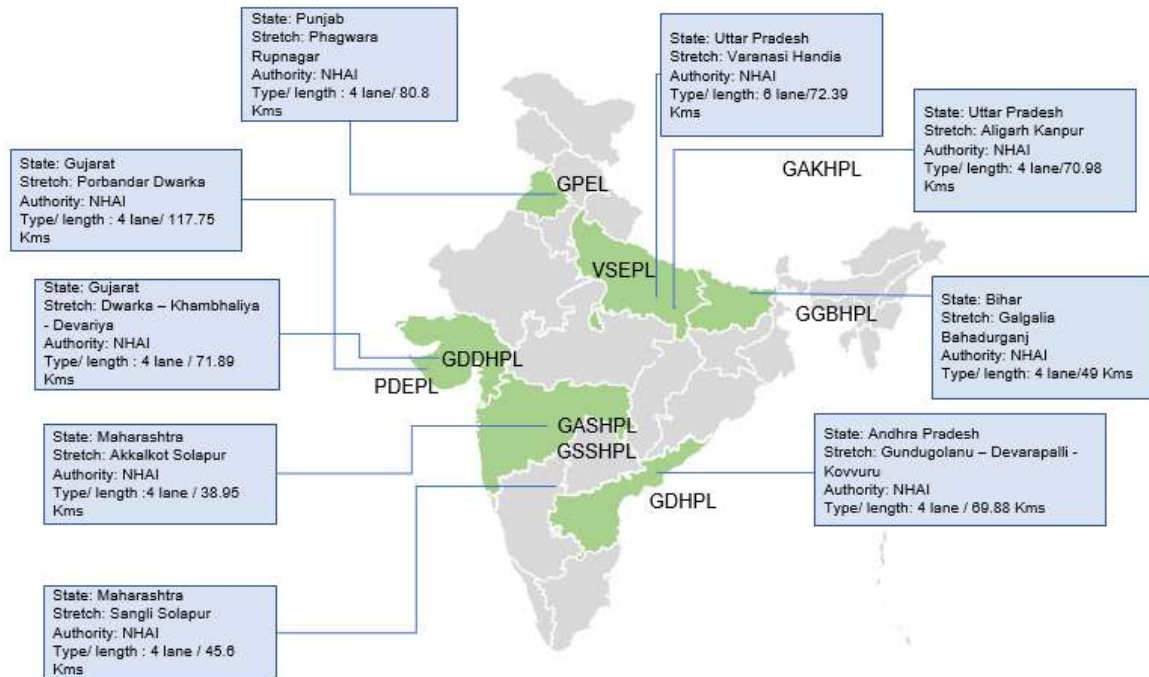 State: Punjab
Stretch: Phagwara
Rupnagar
Authority: NHAI
Type/ length : 4 lane/ 80.8
Kms
State: Uttar Pradesh
Stretch: Varanasi Handia
Authority: NHAI
Type/ length: 6 lane/72.39
Kms
State: Uttar Pradesh
Stretch: Aligarh Kanpur
Authority: NHAI
Type/ length: 4 lane/70.98
Kms
State: Gujarat
Stretch: Porbandar Dwarka
Authority: NHAI
Type/ length : 4 lane/ 117.75
Kms
GPEL
GAKHPL
VSEPL
State: Gujarat
Stretch: Dwarka – Khambhaliya
- Devariya
Authority: NHAI
Type/ length : 4 lane / 71.89
Kms
GGBHPL
State: Bihar
Stretch: Galgalia
Bahadurganj
Authority: NHAI
Type/ length: 4 lane/49 Kms
GDDHPL
PDEPL
State: Maharashtra
Stretch: Akkalkot Solapur
Authority: NHAI
Type/ length :4 lane / 38.95
Kms
GASHPL
GSSHPL
GDHPL
State: Andhra Pradesh
Stretch: Gundugolanu – Devarapalli -
Kovvuru
Authority: NHAI
Type/ length: 4 lane / 69.88 Kms
State: Maharashtra
Stretch: Sangli Solapur
Authority: NHAI
Type/ length : 4 lane / 45.6
Kms